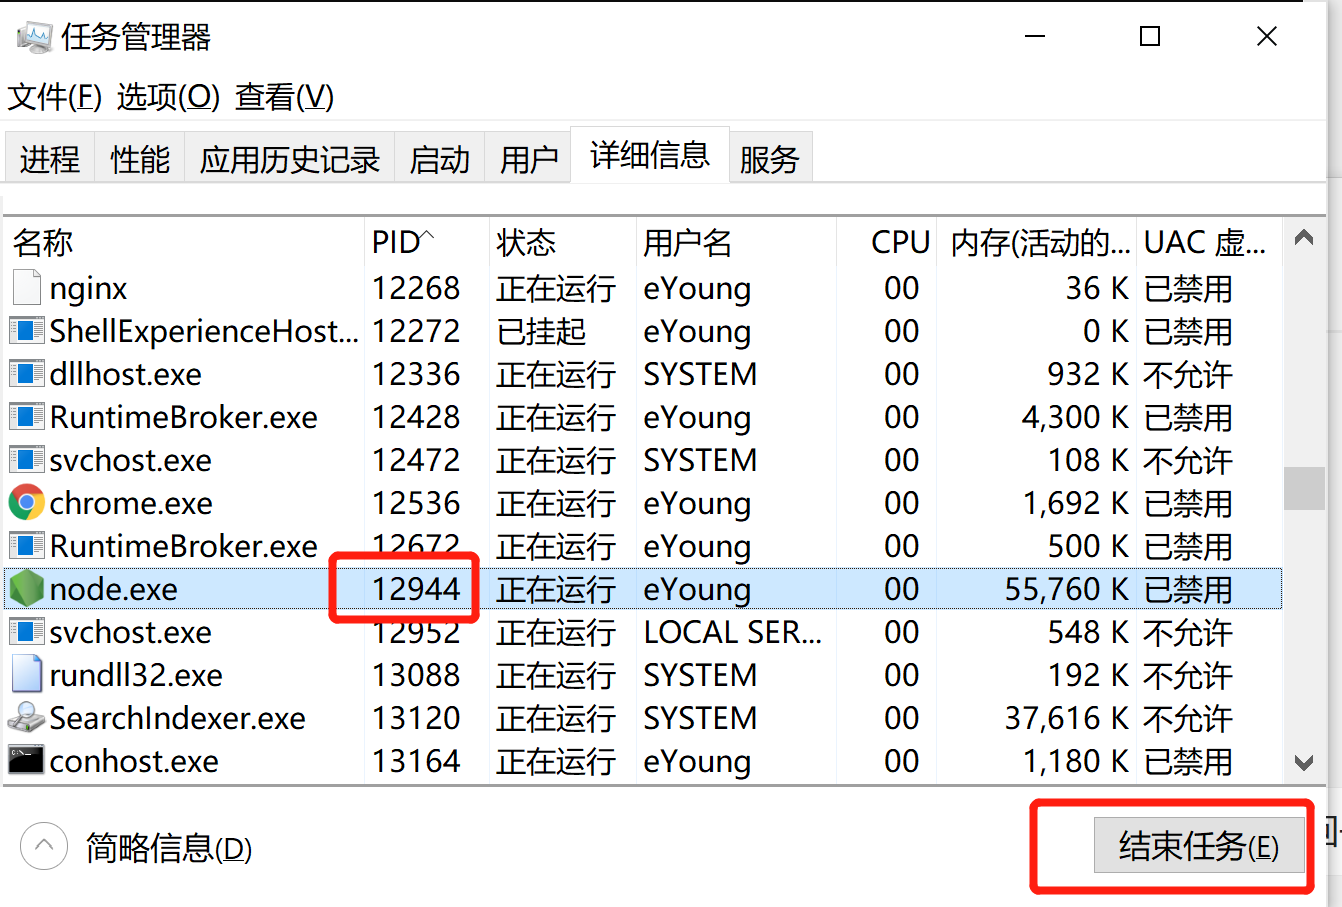 任务管理器
文件(F) 选项(O) 查看(V)
进程 性能 应用历史记录 启动 用户 详细信息 服务
名称 PID 状态 用户名 CPU 内存(活动的... UAC 虚...
nginx 12268 正在运行 eYoung 00 36 K 已禁用
ShellExperienceHost... 12272 已挂起 eYoung 00 0 K 已禁用
dllhost.exe 12336 正在运行 SYSTEM 00 932 K 不允许
RuntimeBroker.exe 12428 正在运行 eYoung 00 4,300 K 已禁用
svchost.exe 12472 正在运行 SYSTEM 00 108 K 不允许
chrome.exe 12536 正在运行 eYoung 00 1,692 K 已禁用
RuntimeBroker.exe 12672 正在运行 eYoung 00 500 K 已禁用
node.exe 12944 正在运行 eYoung 00 55,760 K 已禁用
svchost.exe 12952 正在运行 LOCAL SER... 00 548 K 不允许
rundll32.exe 13088 正在运行 SYSTEM 00 192 K 不允许
SearchIndexer.exe 13120 正在运行 SYSTEM 00 37,616 K 不允许
conhost.exe 13164 正在运行 eYoung 00 1,180 K 已禁用
简略信息(D) 结束任务(E)